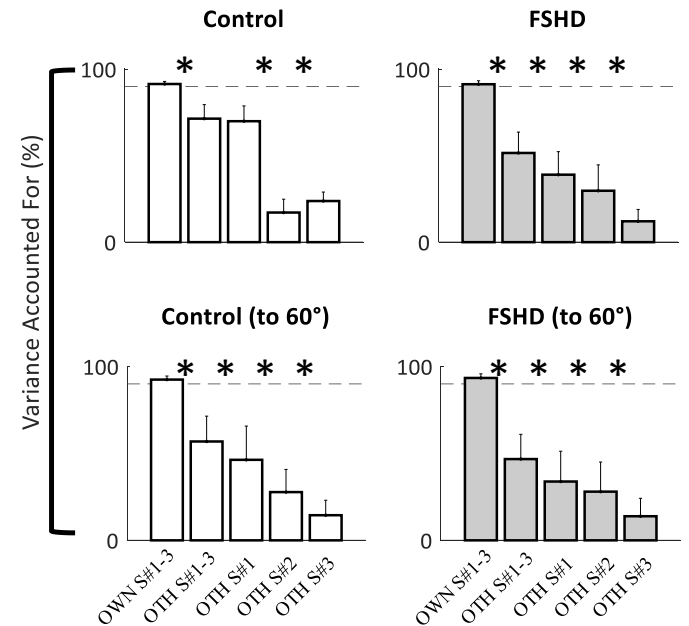 Control
FSHD
Variance Accounted For (%)
100
* * *
0
100
* * * *
0
Control (to 60°)
FSHD (to 60°)
100
* * * *
0
100
* * * *
0
OWN S#1-3
OTH S#1-3
OTH S#1
OTH S#2
OTH S#3
OWN S#1-3
OTH S#1-3
OTH S#1
OTH S#2
OTH S#3